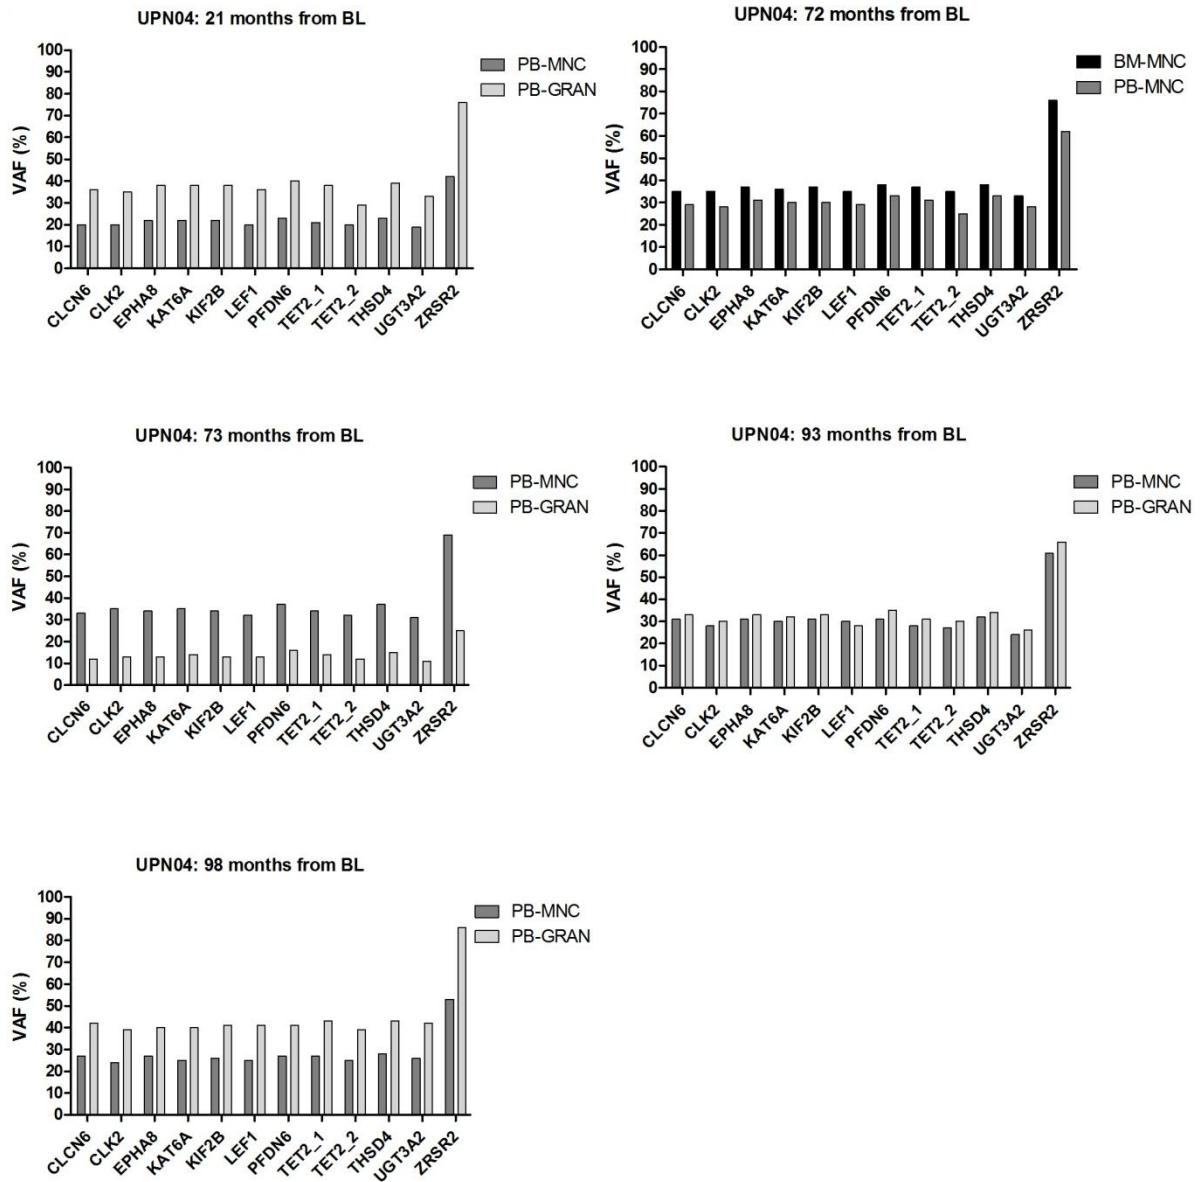 UPN04: 21 months from BL
PB-MNC
PB-GRAN
VAF (%)
100
90
80
70
60
50
40
30
20
10
0
CLCN6
CLK2
EPHA8
KAT6A
KIF2B
LEF1
PFDN6
TET2_1
TET2_2
THSD4
UGT3A2
ZRSR2
UPN04: 72 months from BL
BM-MNC
PB-MNC
VAF (%)
100
90
80
70
60
50
40
30
20
10
0
CLCN6
CLK2
EPHA8
KAT6A
KIF2B
LEF1
PFDN6
TET2_1
TET2_2
THSD4
UGT3A2
ZRSR2
UPN04: 73 months from BL
PB-MNC
PB-GRAN
VAF (%)
100
90
80
70
60
50
40
30
20
10
0
CLCN6
CLK2
EPHA8
KAT6A
KIF2B
LEF1
PFDN6
TET2_1
TET2_2
THSD4
UGT3A2
ZRSR2
UPN04: 93 months from BL
PB-MNC
PB-GRAN
VAF (%)
100
90
80
70
60
50
40
30
20
10
0
CLCN6
CLK2
EPHA8
KAT6A
KIF2B
LEF1
PFDN6
TET2_1
TET2_2
THSD4
UGT3A2
ZRSR2
UPN04: 98 months from BL
PB-MNC
PB-GRAN
VAF (%)
100
90
80
70
60
50
40
30
20
10
0
CLCN6
CLK2
EPHA8
KAT6A
KIF2B
LEF1
PFDN6
TET2_1
TET2_2
THSD4
UGT3A2
ZRSR2